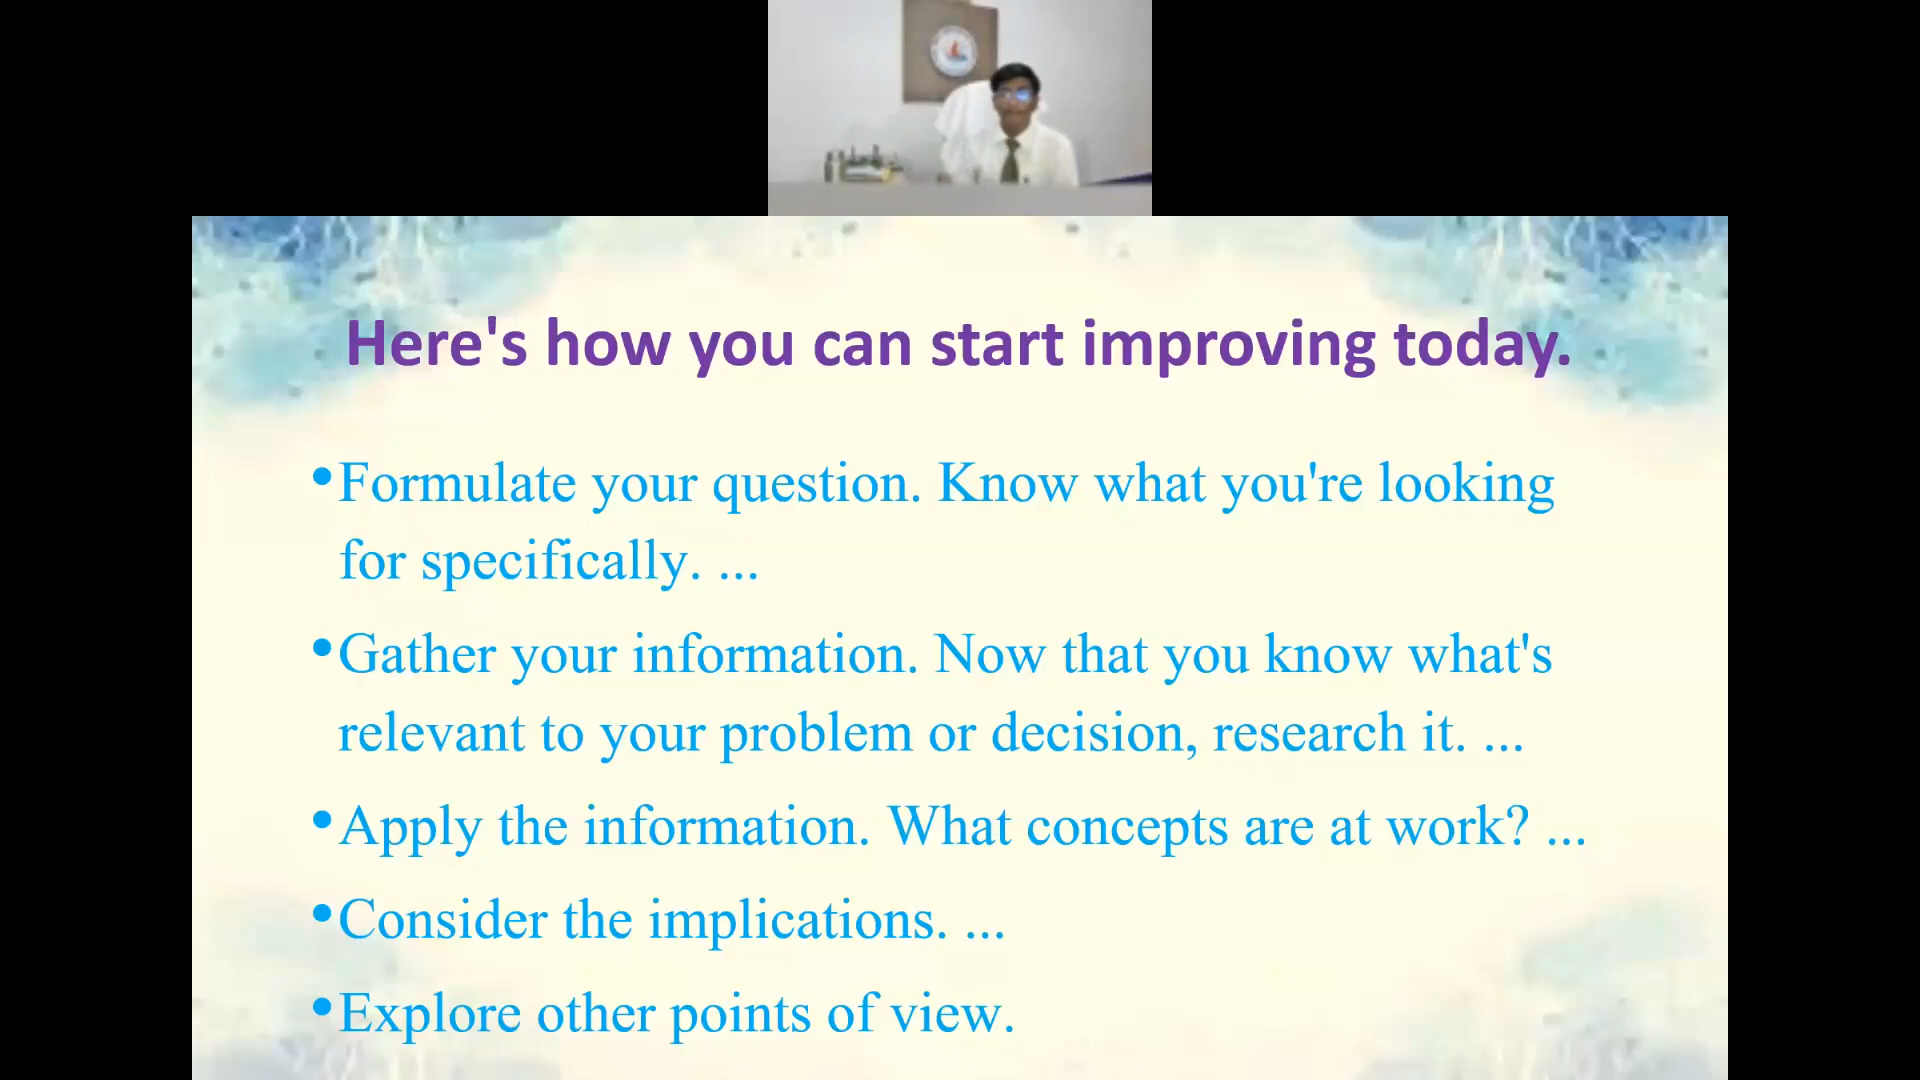 Here's how you can start improving today.
•Formulate your question. Know what you're looking
for specifically. ...
•Gather your information. Now that you know what's
relevant to your problem or decision, research it. ...
•Apply the information. What concepts are at work? ...
•Consider the implications. ...
•Explore other points of view.